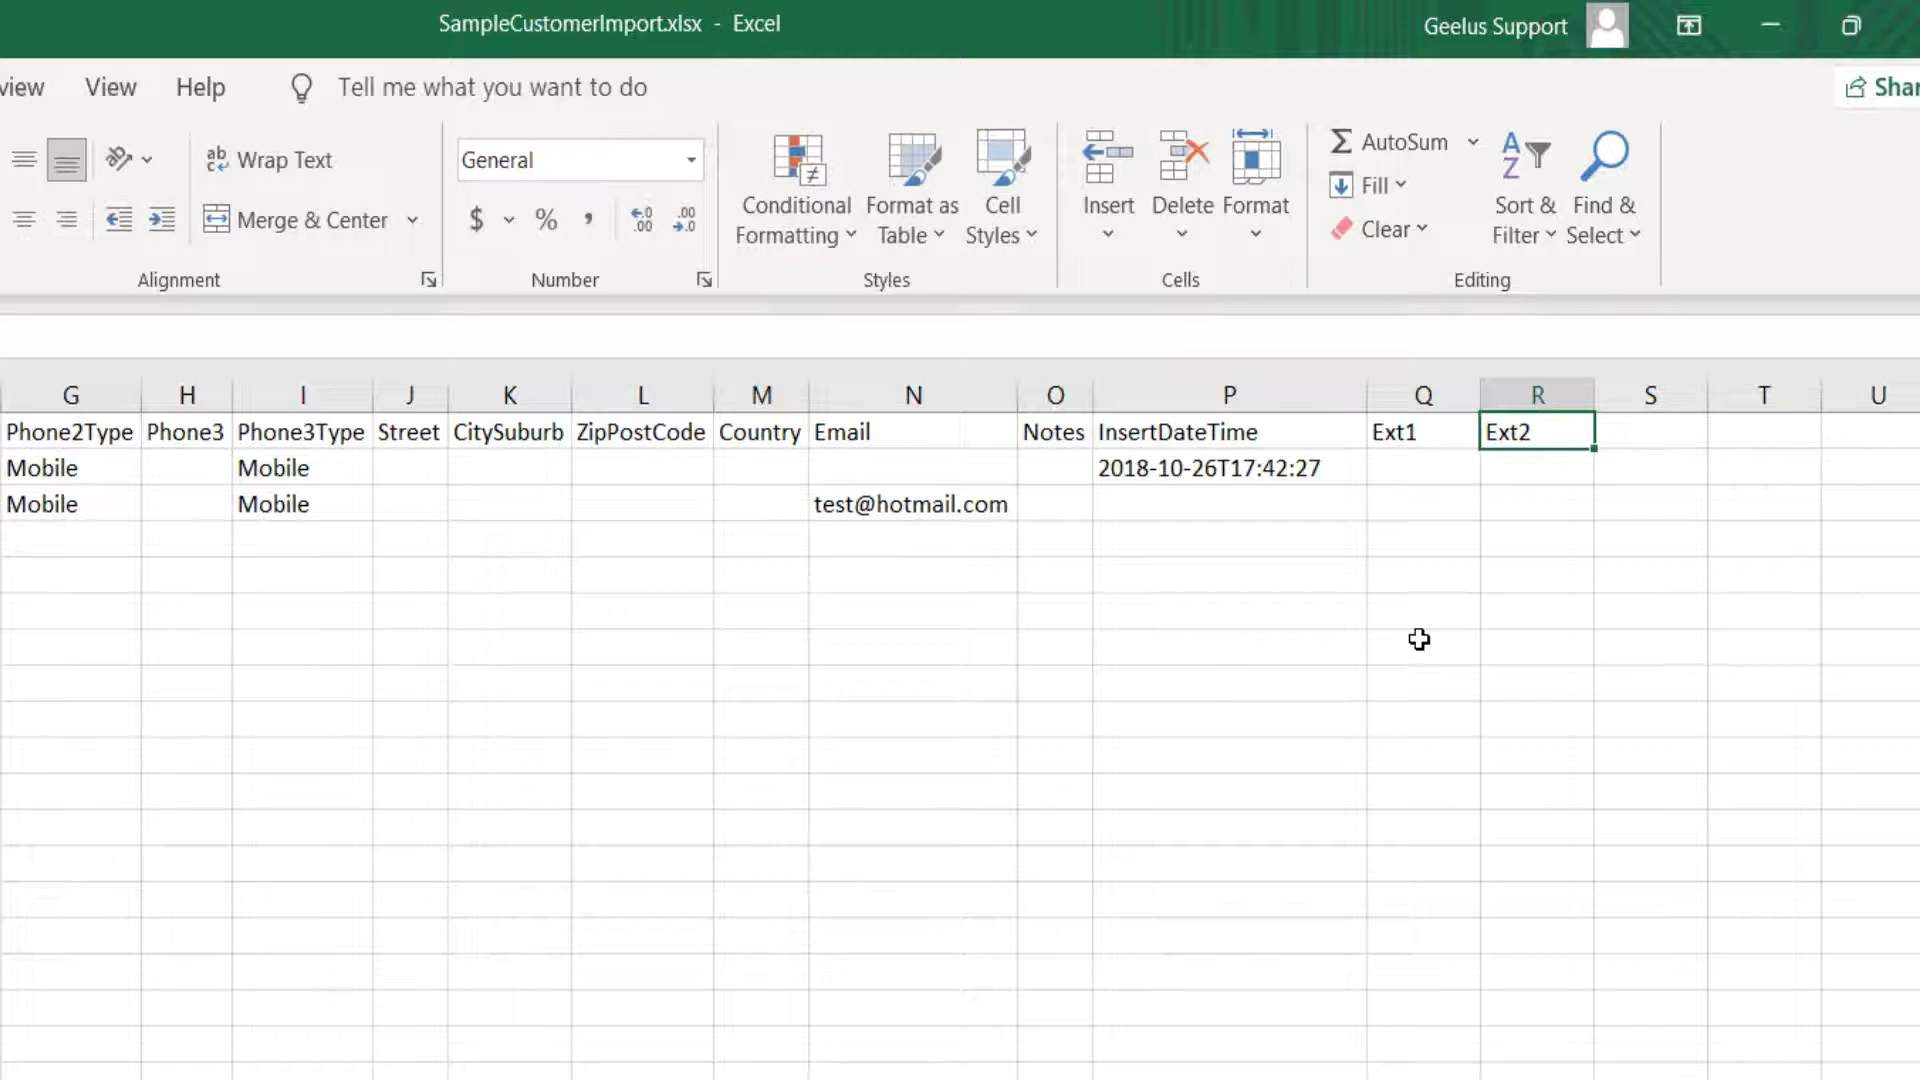 SampleCustomerImport.xlsx - Excel
Geelus Support
view View Help Tell me what you want to do
Shar
Wrap Text
Merge & Center
Alignment
General
$ % ,
Number
Conditional Formatting
Format as Table
Cell Styles
Styles
Insert
Delete
Format
Cells
AutoSum
Fill
Clear
Sort & Filter
Find & Select
Editing
G H I J K L M N O P Q R S T U
Phone2Type Phone3 Phone3Type Street CitySuburb ZipPostCode Country Email Notes InsertDateTime Ext1 Ext2
Mobile Mobile 2018-10-26T17:42:27
Mobile Mobile test@hotmail.com